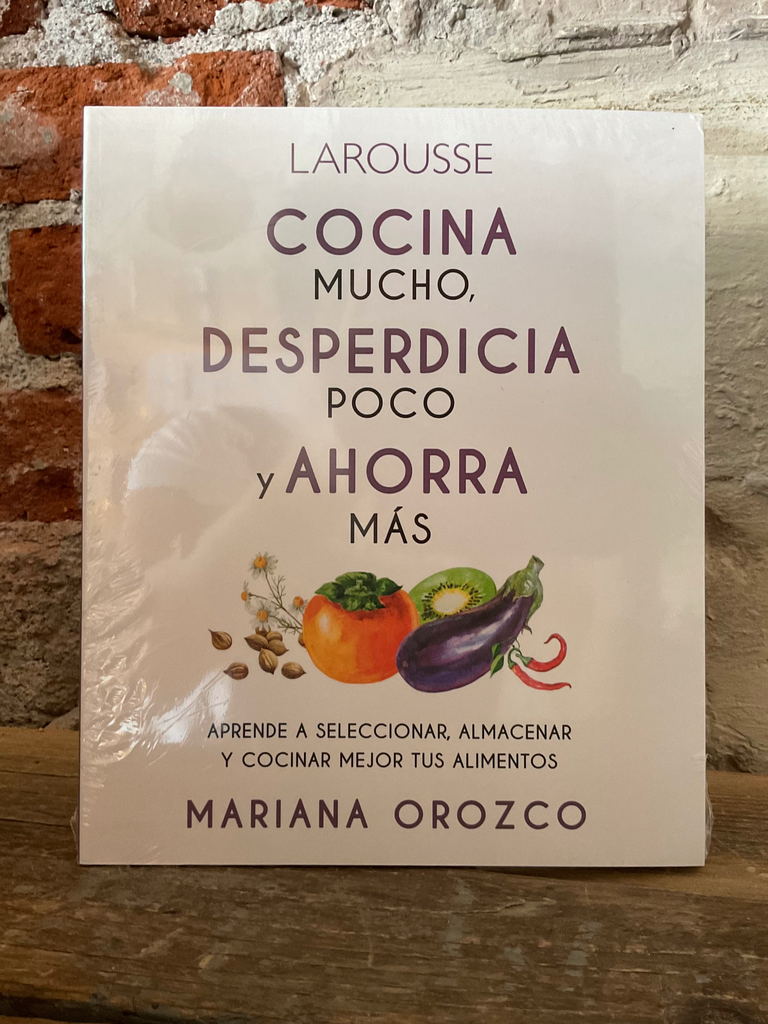 LAROUSSE
COCINA
MUCHO,
DESPERDICIA
POCO
y AHORRA
MÁS
APRENDE A SELECCIONAR, ALMACENAR
Y COCINAR MEJOR TUS ALIMENTOS
MARIANA OROZCO